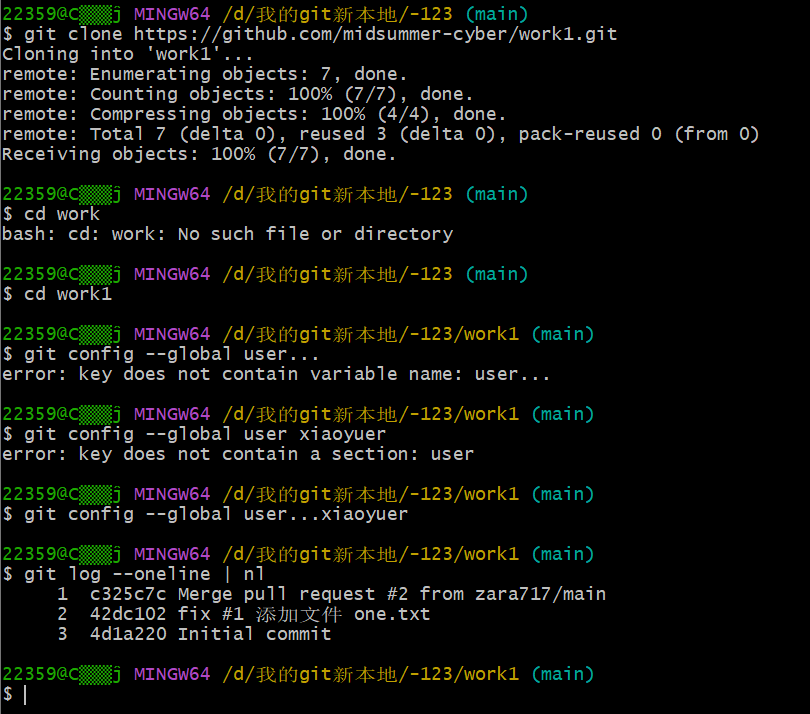 22359@C▒▒▒ĵ MINGW64 /d/我的git新本地/-123 (main)
$ git clone https://github.com/midsummer-cyber/work1.git
Cloning into 'work1'...
remote: Enumerating objects: 7, done.
remote: Counting objects: 100% (7/7), done.
remote: Compressing objects: 100% (4/4), done.
remote: Total 7 (delta 0), reused 3 (delta 0), pack-reused 0 (from 0)
Receiving objects: 100% (7/7), done.
22359@C▒▒▒ĵ MINGW64 /d/我的git新本地/-123 (main)
$ cd work
bash: cd: work: No such file or directory
22359@C▒▒▒ĵ MINGW64 /d/我的git新本地/-123 (main)
$ cd work1
22359@C▒▒▒ĵ MINGW64 /d/我的git新本地/-123/work1 (main)
$ git config --global user...
error: key does not contain variable name: user...
22359@C▒▒▒ĵ MINGW64 /d/我的git新本地/-123/work1 (main)
$ git config --global user xiaoyuer
error: key does not contain a section: user
22359@C▒▒▒ĵ MINGW64 /d/我的git新本地/-123/work1 (main)
$ git config --global user...xiaoyuer
22359@C▒▒▒ĵ MINGW64 /d/我的git新本地/-123/work1 (main)
$ git log --oneline | nl
1 c325c7c Merge pull request #2 from zara717/main
2 42dc102 fix #1 添加文件 one.txt
3 4d1a220 Initial commit
22359@C▒▒▒ĵ MINGW64 /d/我的git新本地/-123/work1 (main)
$